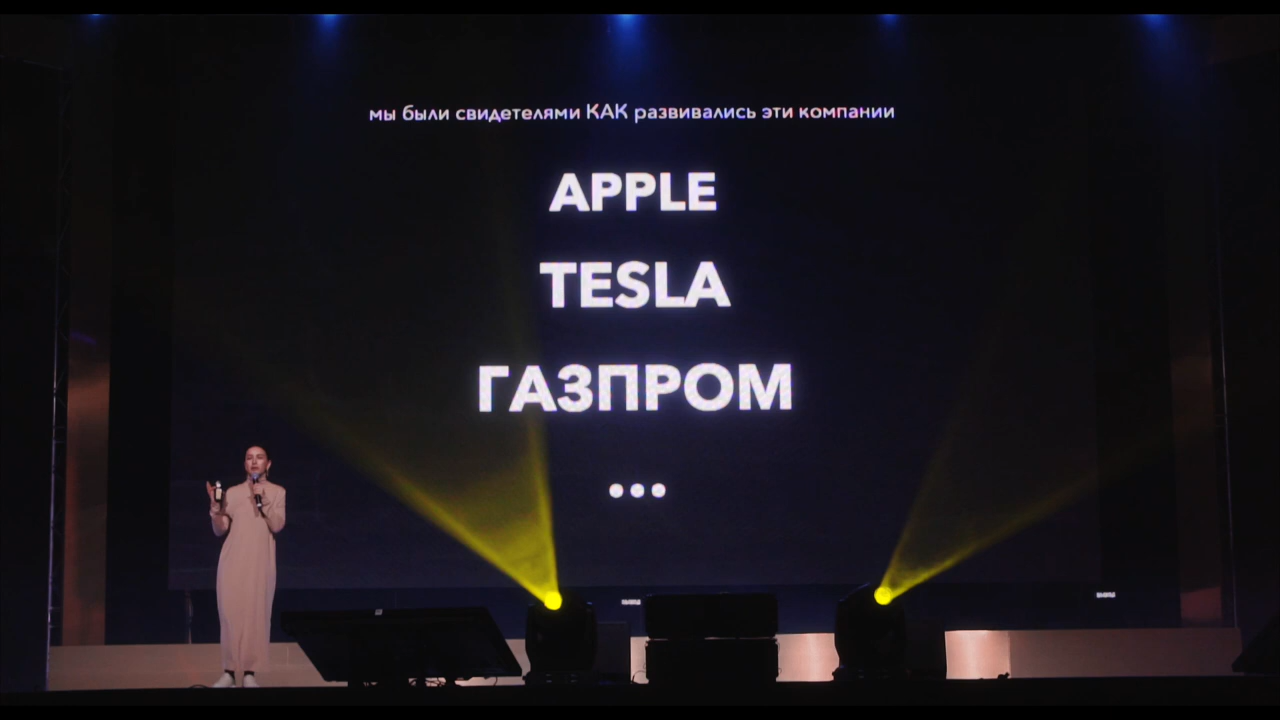 мы были свидетелями КАК развивались эти компании
APPLE
TESLA
ГАЗПРОМ
...